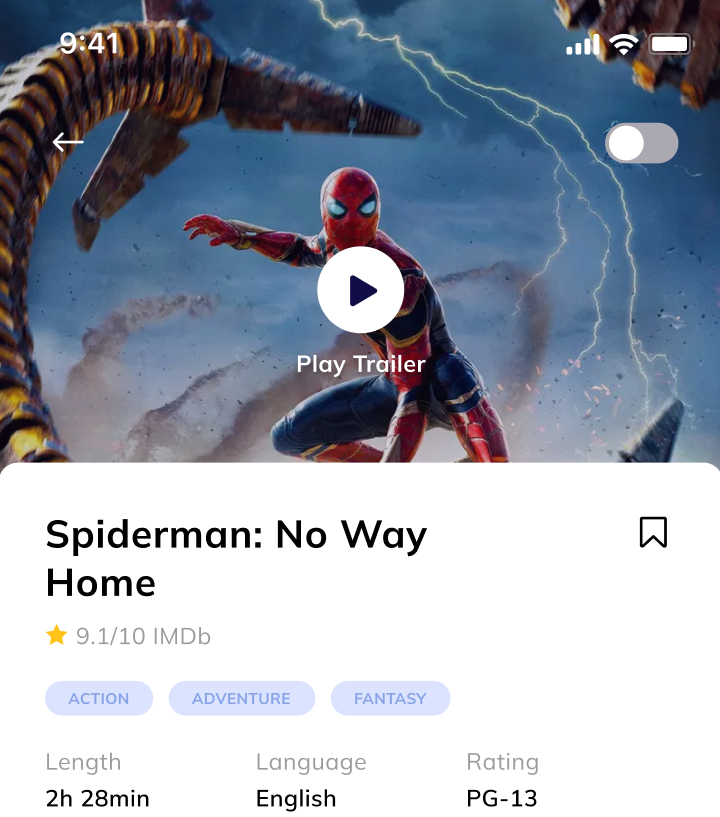 9:41
Play Trailer
Spiderman: No Way
Home
9.1/10 IMDb
ACTION ADVENTURE FANTASY
Length Language Rating
2h 28min English PG-13